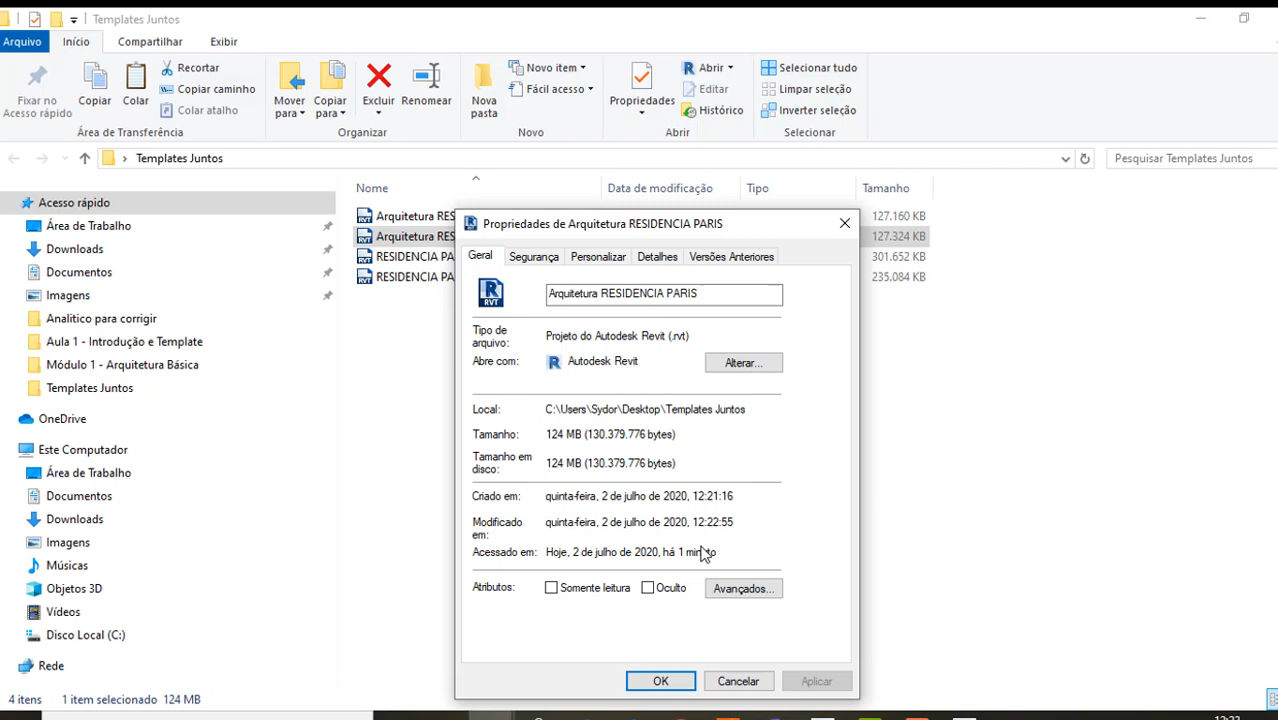 Templates Juntos
Arquivo Início Compartilhar Exibir
Fixar no Acesso rápido
Copiar
Colar
Recortar
Copiar caminho
Colar atalho
Área de Transferência
Mover para
Copiar para
Excluir
Renomear
Organizar
Nova pasta
Novo item
Fácil acesso
Novo
Propriedades
Abrir
Editar
Histórico
Abrir
Selecionar tudo
Limpar seleção
Inverter seleção
Selecionar
Templates Juntos
Pesquisar Templates Juntos
Acesso rápido
Área de Trabalho
Downloads
Documentos
Imagens
Analitico para corrigir
Aula 1 - Introdução e Template
Módulo 1 - Arquitetura Básica
Templates Juntos
OneDrive
Este Computador
Área de Trabalho
Documentos
Downloads
Imagens
Músicas
Objetos 3D
Vídeos
Disco Local (C:)
Rede
Nome Data de modificação Tipo Tamanho
Arquitetura RES 127.160 KB
Arquitetura RES 127.324 KB
RESIDENCIA PA 301.652 KB
RESIDENCIA PA 235.084 KB
Propriedades de Arquitetura RESIDENCIA PARIS
Geral Segurança Personalizar Detalhes Versões Anteriores
RVT
Arquitetura RESIDENCIA PARIS
Tipo de arquivo: Projeto do Autodesk Revit (.rvt)
Abre com: Autodesk Revit Alterar...
Local: C:\Users\Sydor\Desktop\Templates Juntos
Tamanho: 124 MB (130.379.776 bytes)
Tamanho em disco: 124 MB (130.379.776 bytes)
Criado em: quinta-feira, 2 de julho de 2020, 12:21:16
Modificado em: quinta-feira, 2 de julho de 2020, 12:22:55
Acessado em: Hoje, 2 de julho de 2020, há 1 minuto
Atributos: Somente leitura Oculto Avançados...
OK Cancelar Aplicar
4 itens 1 item selecionado 124 MB